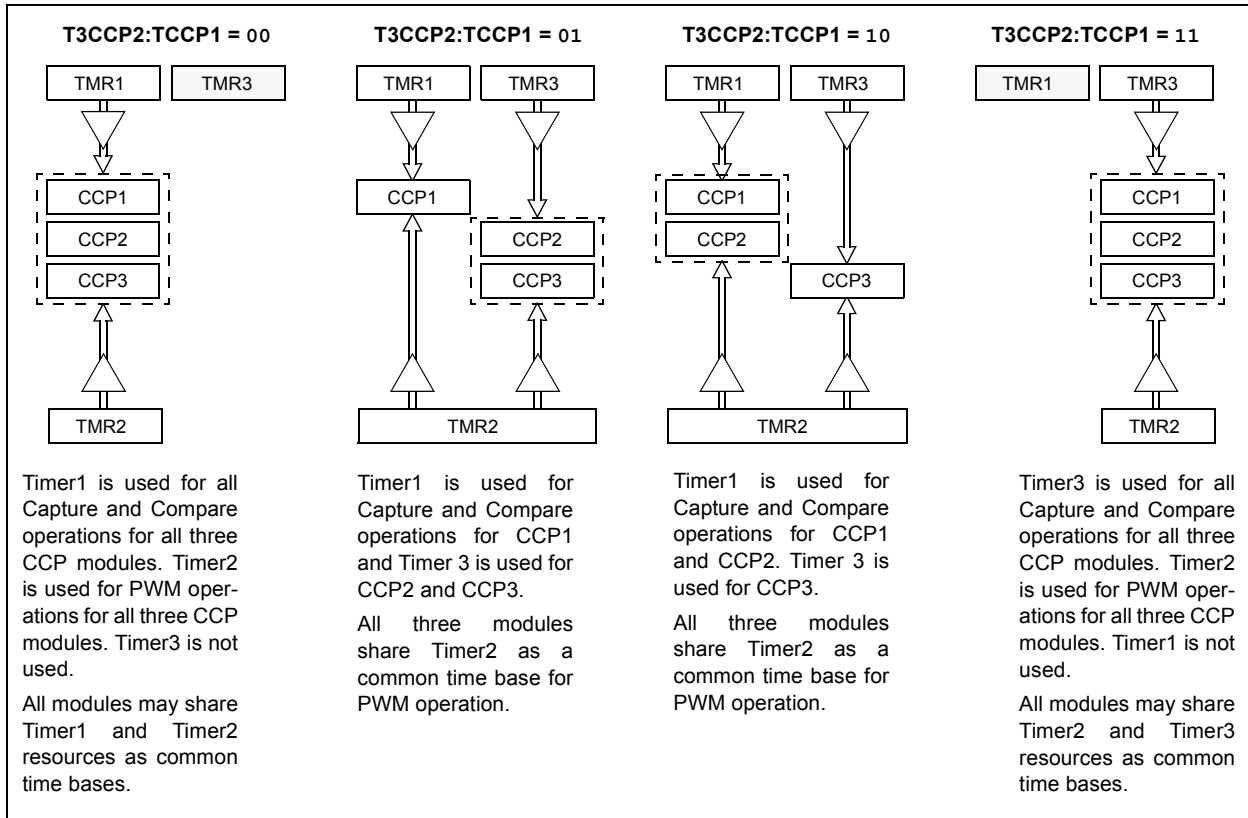 T3CCP2:TCCP1 = 00
TMR1
TMR3
CCP1
CCP2
CCP3
TMR2
Timer1 is used for all
Capture and Compare
operations for all three
CCP modules. Timer2
is used for PWM oper-
ations for all three CCP
modules. Timer3 is not
used.
All modules may share
Timer1 and Timer2
resources as common
time bases.
T3CCP2:TCCP1 = 01
TMR1
TMR3
CCP1
CCP2
CCP3
TMR2
Timer1 is used for
Capture and Compare
operations for CCP1
and Timer 3 is used for
CCP2 and CCP3.
All three modules
share Timer2 as a
common time base for
PWM operation.
T3CCP2:TCCP1 = 10
TMR1
TMR3
CCP1
CCP2
CCP3
TMR2
Timer1 is used for
Capture and Compare
operations for CCP1
and CCP2. Timer 3 is
used for CCP3.
All three modules
share Timer2 as a
common time base for
PWM operation.
T3CCP2:TCCP1 = 11
TMR1
TMR3
CCP1
CCP2
CCP3
TMR2
Timer3 is used for all
Capture and Compare
operations for all three
CCP modules. Timer2
is used for PWM oper-
ations for all three CCP
modules. Timer1 is not
used.
All modules may share
Timer2 and Timer3
resources as common
time bases.